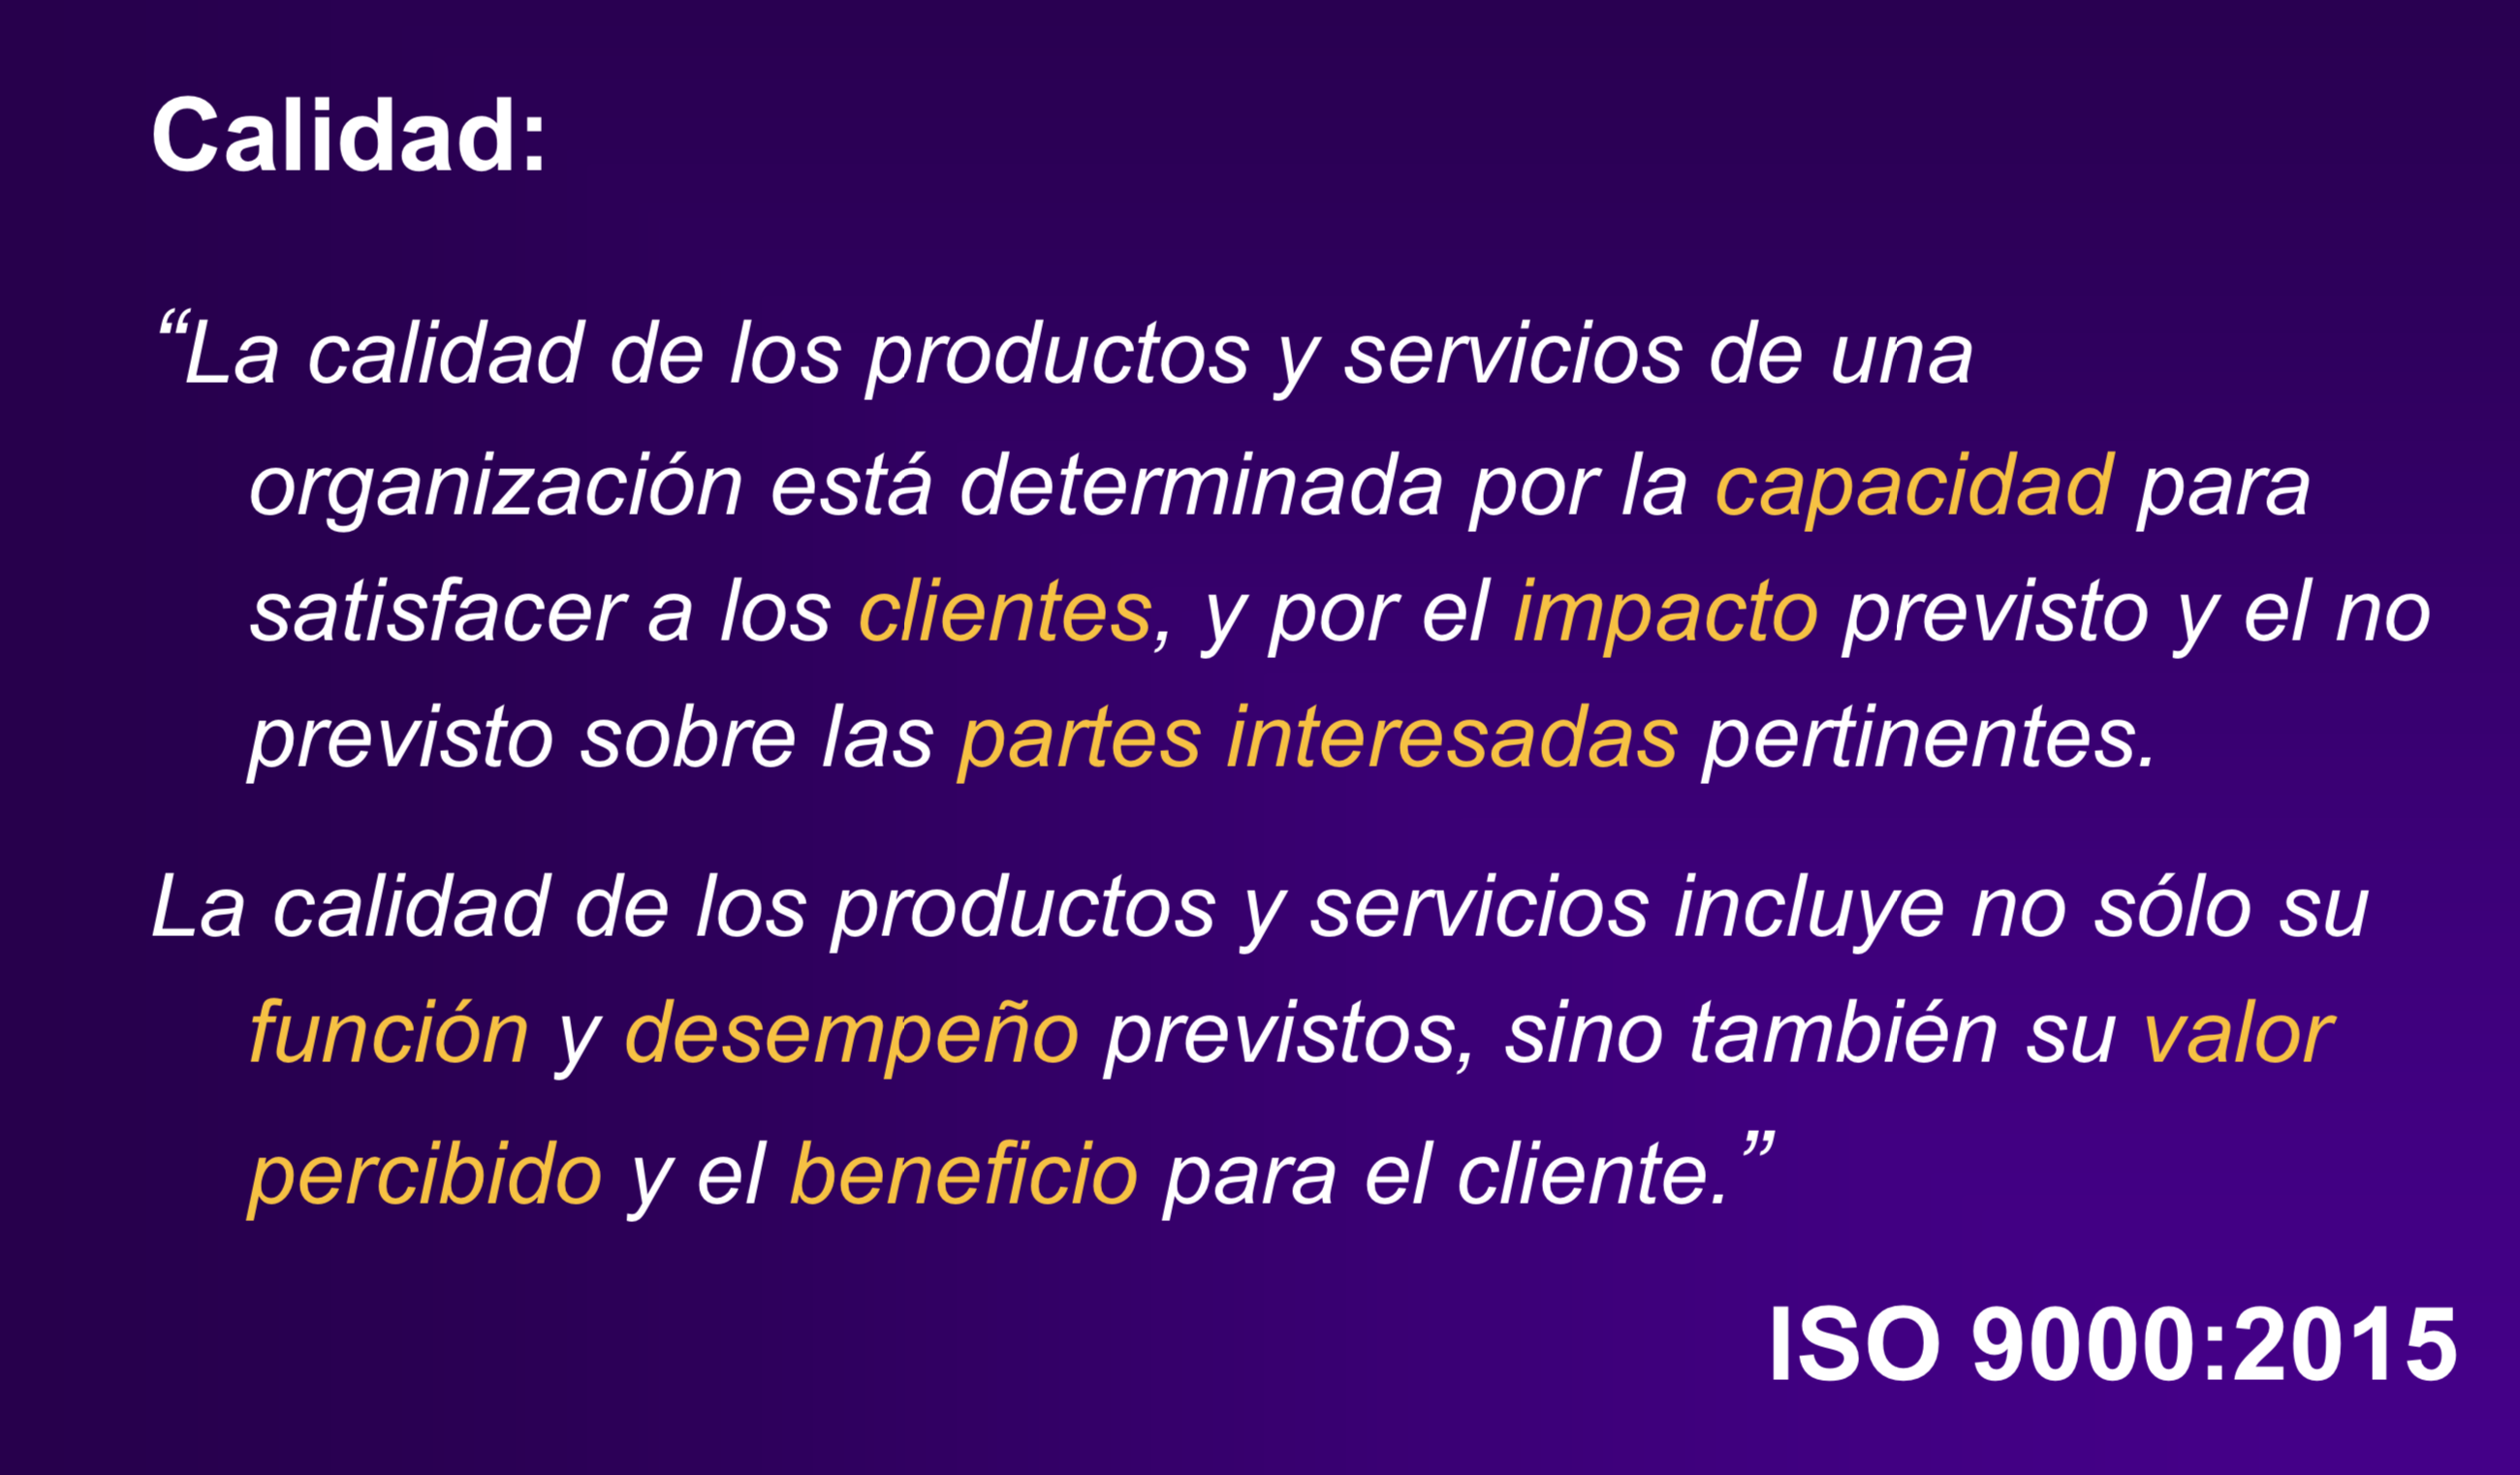 Calidad:
“La calidad de los productos y servicios de una
organización está determinada por la capacidad para
satisfacer a los clientes, y por el impacto previsto y el no
previsto sobre las partes interesadas pertinentes.
La calidad de los productos y servicios incluye no sólo su
función y desempeño previstos, sino también su valor
percibido y el beneficio para el cliente.”
ISO 9000:2015